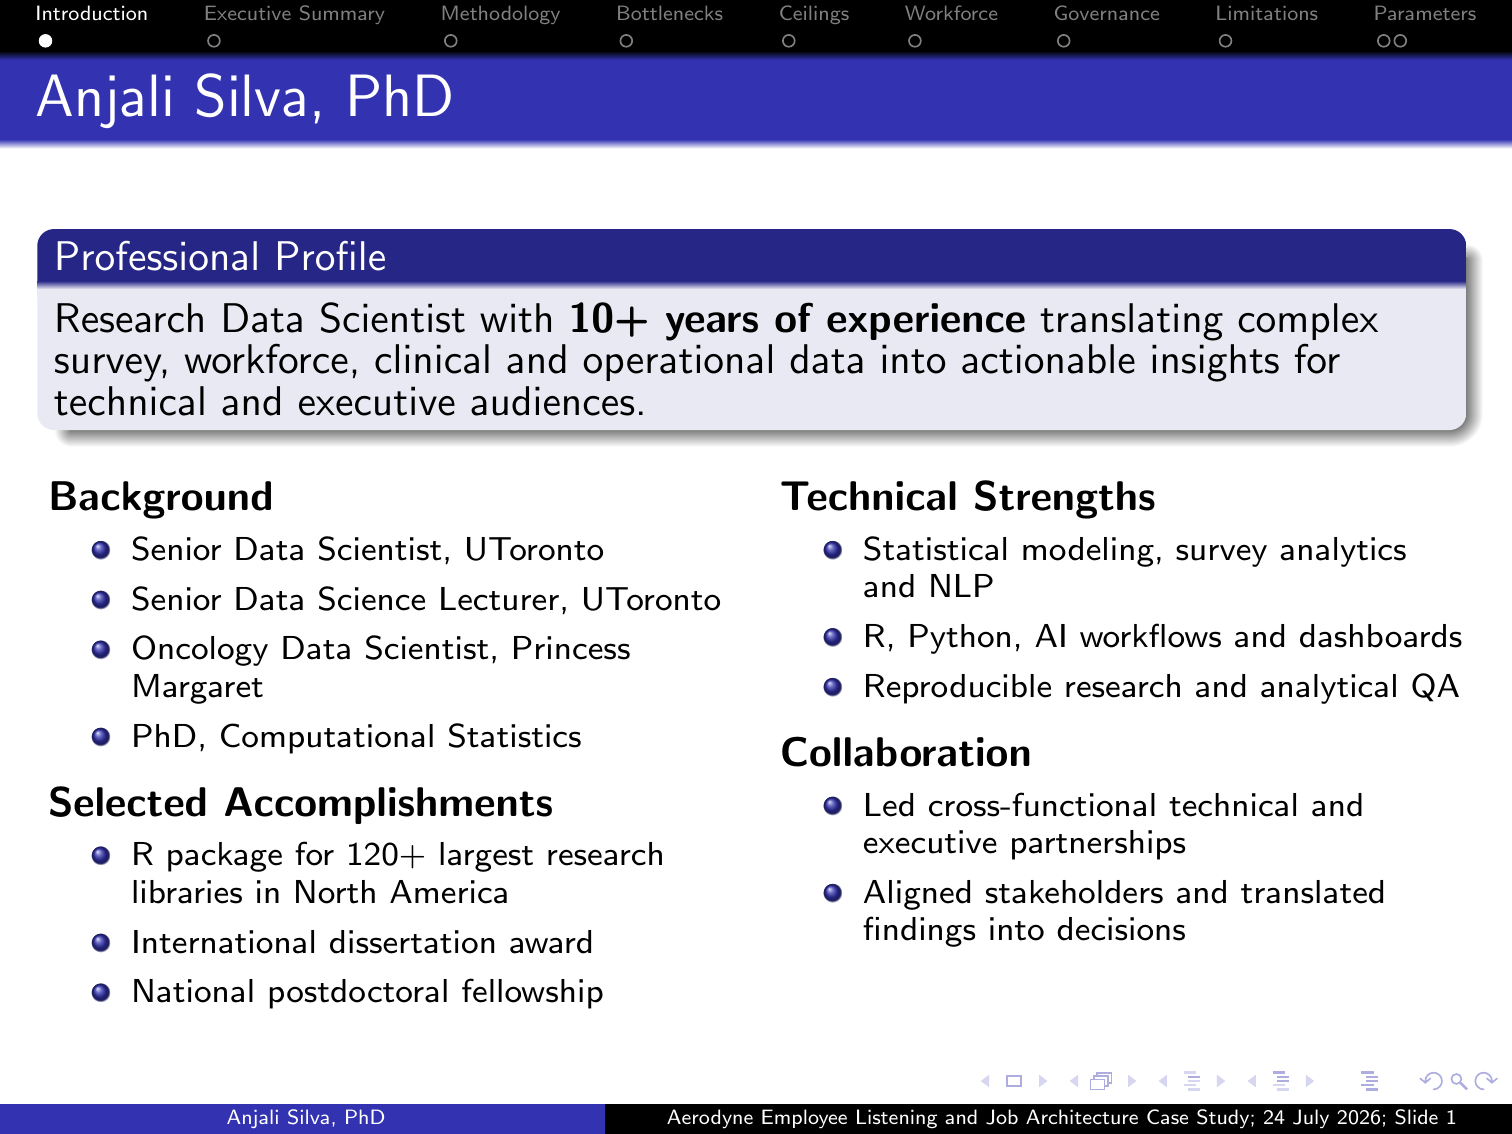 Introduction Executive Summary Methodology Bottlenecks Ceilings Workforce Governance Limitations Parameters
Anjali Silva, PhD
Professional Profile
Research Data Scientist with 10+ years of experience translating complex
survey, workforce, clinical and operational data into actionable insights for
technical and executive audiences.
Background
Senior Data Scientist, UToronto
Senior Data Science Lecturer, UToronto
Oncology Data Scientist, Princess
Margaret
PhD, Computational Statistics
Selected Accomplishments
R package for 120+ largest research
libraries in North America
International dissertation award
National postdoctoral fellowship
Technical Strengths
Statistical modeling, survey analytics
and NLP
R, Python, AI workflows and dashboards
Reproducible research and analytical QA
Collaboration
Led cross-functional technical and
executive partnerships
Aligned stakeholders and translated
findings into decisions
Anjali Silva, PhD
Aerodyne Employee Listening and Job Architecture Case Study; 24 July 2026; Slide 1